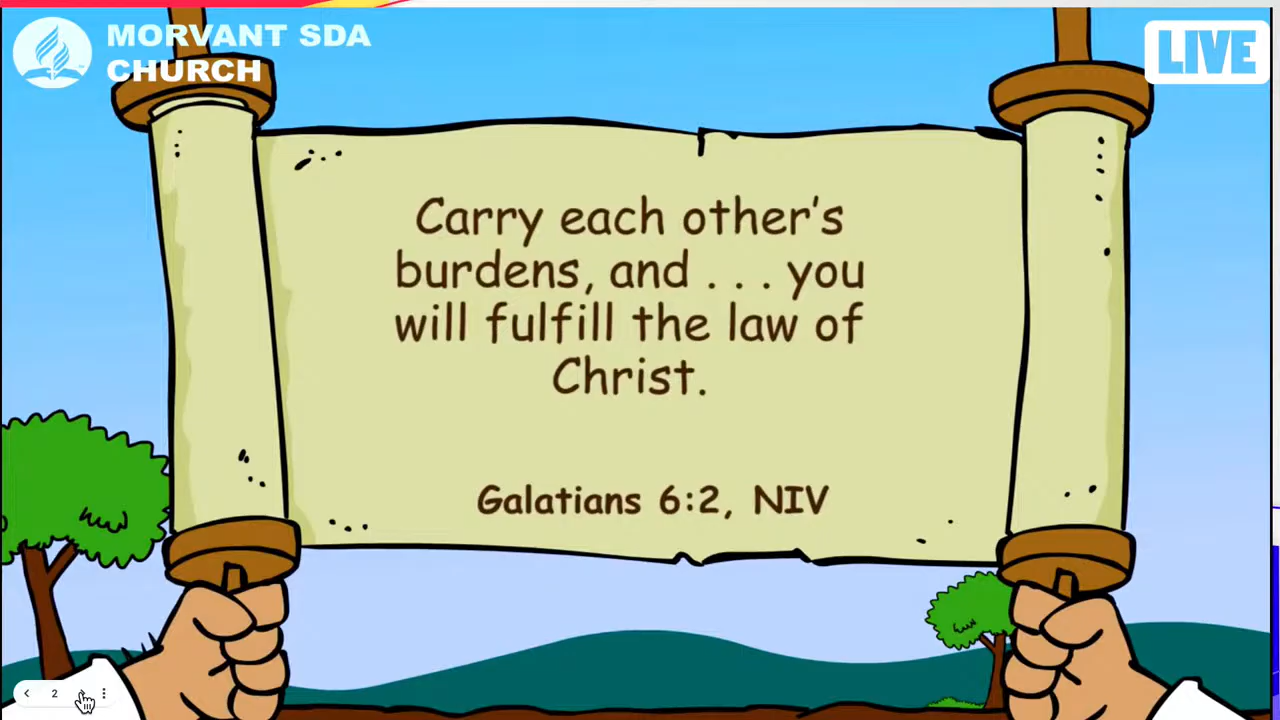 MORVANT SDA
CHURCH
LIVE
Carry each other's
burdens, and . . . you
will fulfill the law of
Christ.
Galatians 6:2, NIV
2